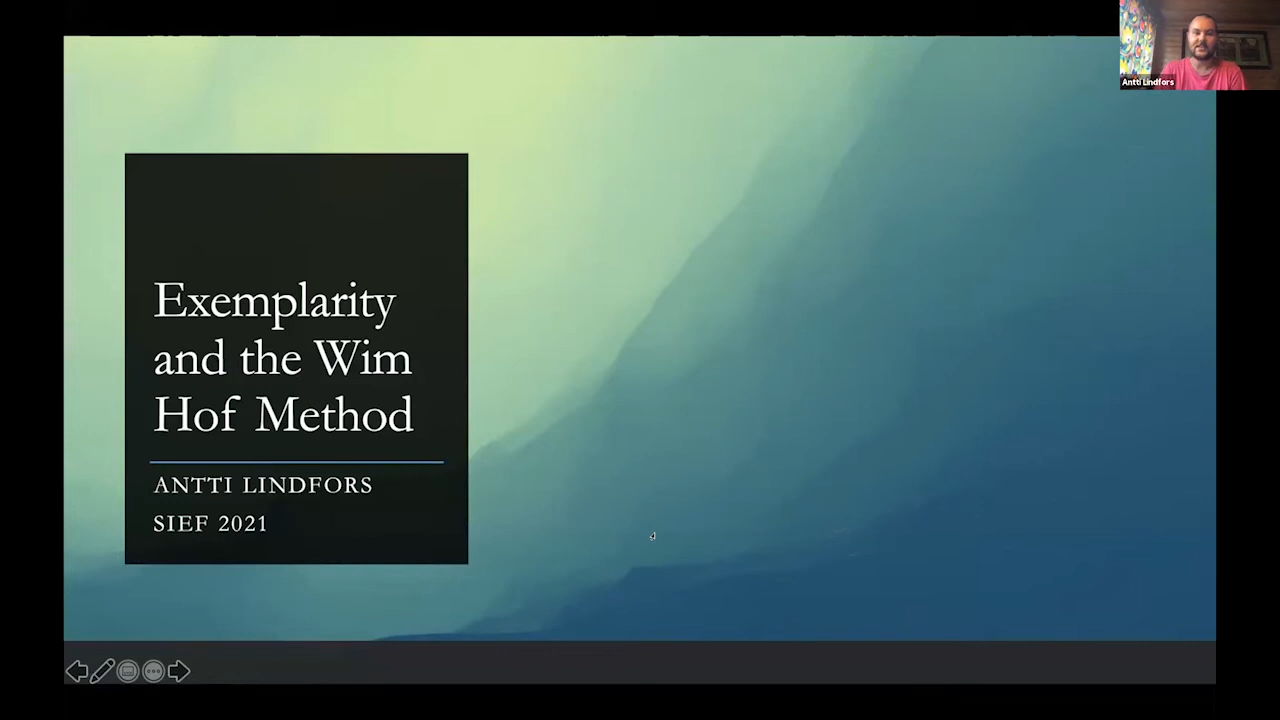 Antti Lindfors
Exemplarity
and the Wim
Hof Method
ANTTI LINDFORS
SIEF 2021